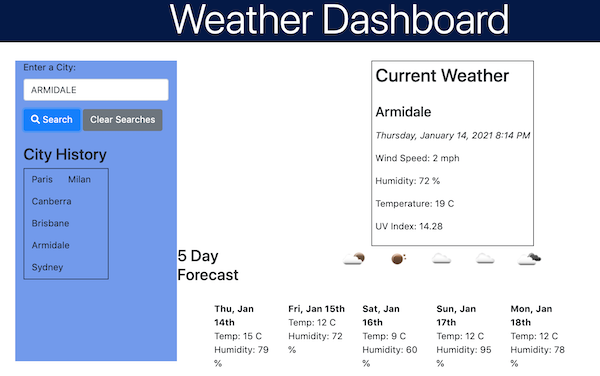 Weather Dashboard
Enter a City:
ARMIDALE
Search Clear Searches
City History
Paris Milan
Canberra
Brisbane
Armidale
Sydney
Current Weather
Armidale
Thursday, January 14, 2021 8:14 PM
Wind Speed: 2 mph
Humidity: 72 %
Temperature: 19 C
UV Index: 14.28
5 Day
Forecast
Thu, Jan
14th
Temp: 15 C
Humidity: 79
%
Fri, Jan 15th
Temp: 12 C
Humidity: 72
%
Sat, Jan
16th
Temp: 9 C
Humidity: 60
%
Sun, Jan
17th
Temp: 12 C
Humidity: 95
%
Mon, Jan
18th
Temp: 12 C
Humidity: 78
%